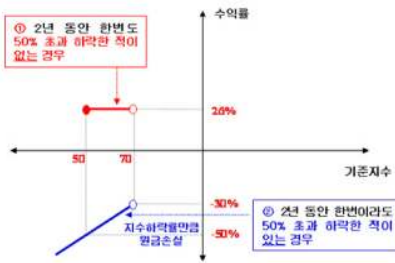 수익률
① 2년 동안 한번도
50% 초과 하락한 적이
없는 경우
26%
50
70
기준지수
-30%
지수하락률만큼
원금손실
-50%
② 2년 동안 한번이라도
50% 초과 하락한 적이
있는 경우